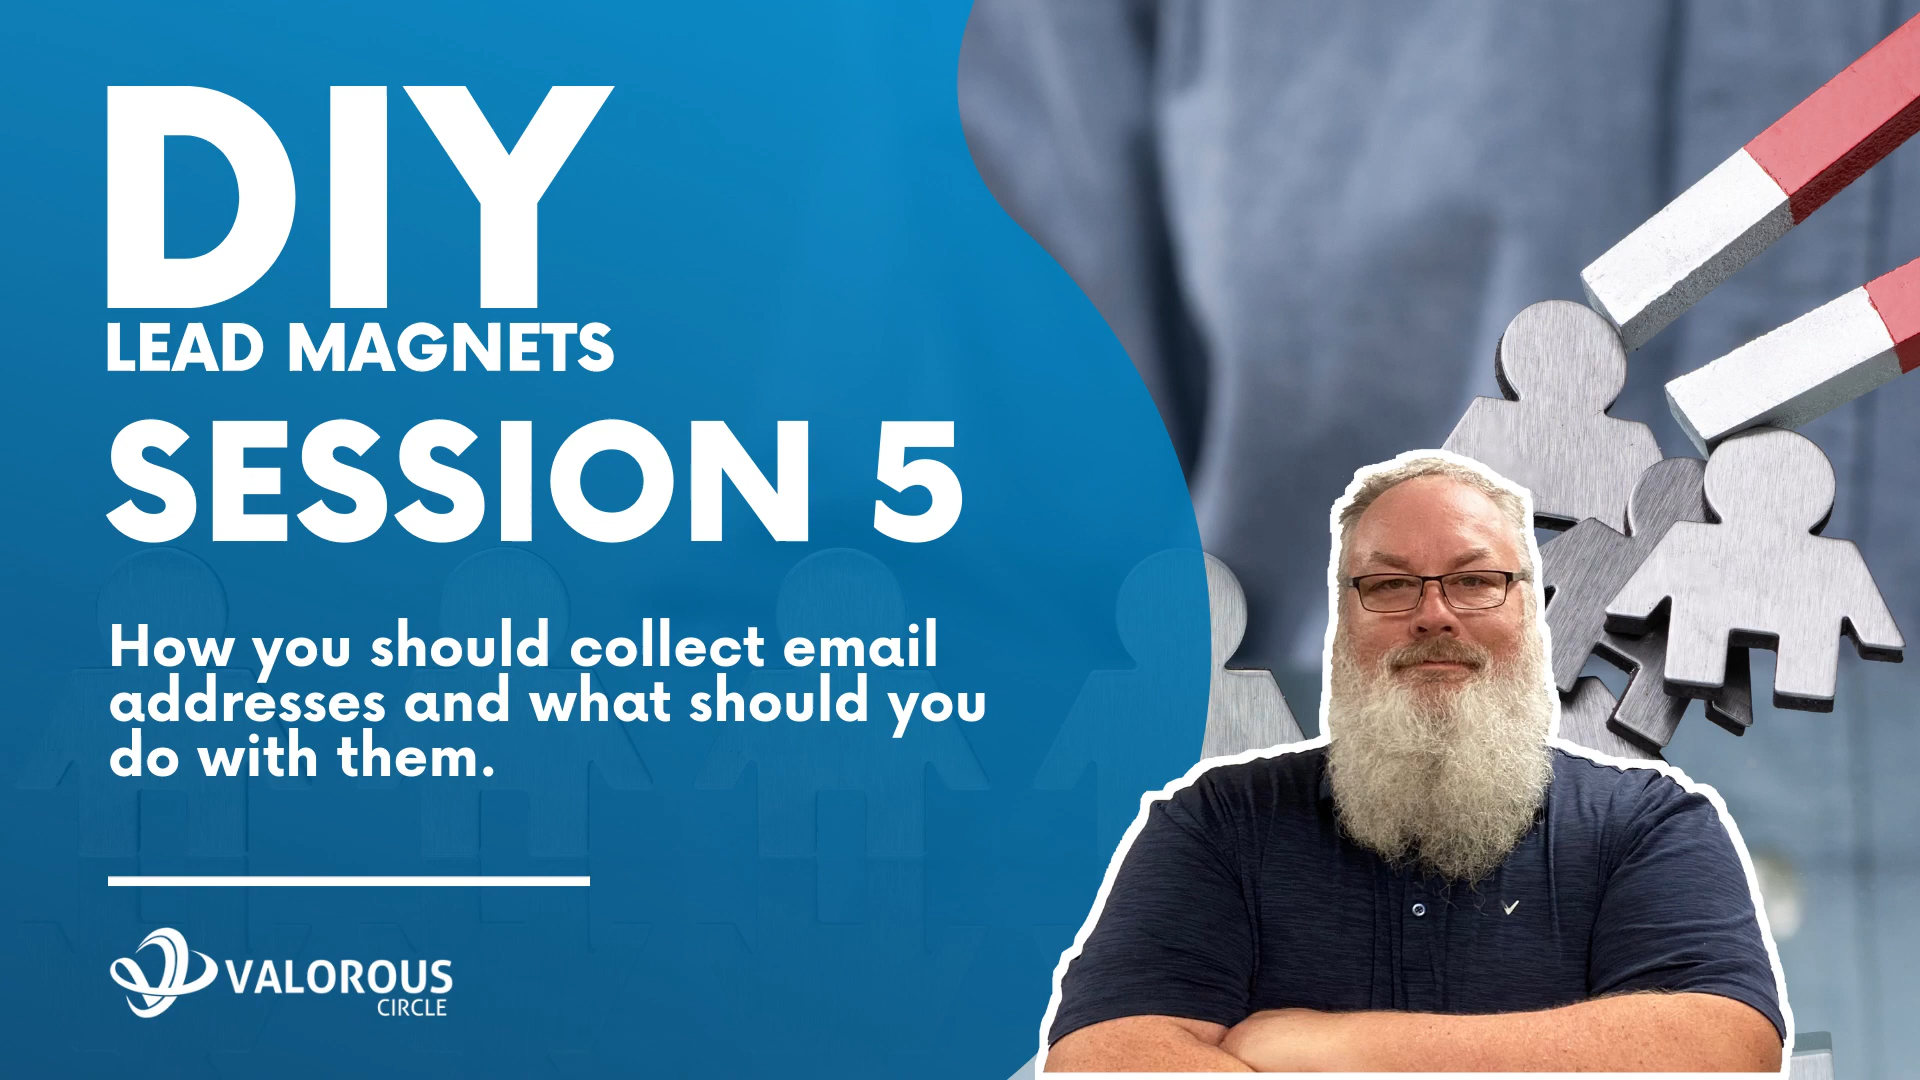 DIY
LEAD MAGNETS
SESSION 5
How you should collect email
addresses and what should you
do with them.
VALOROUS
CIRCLE